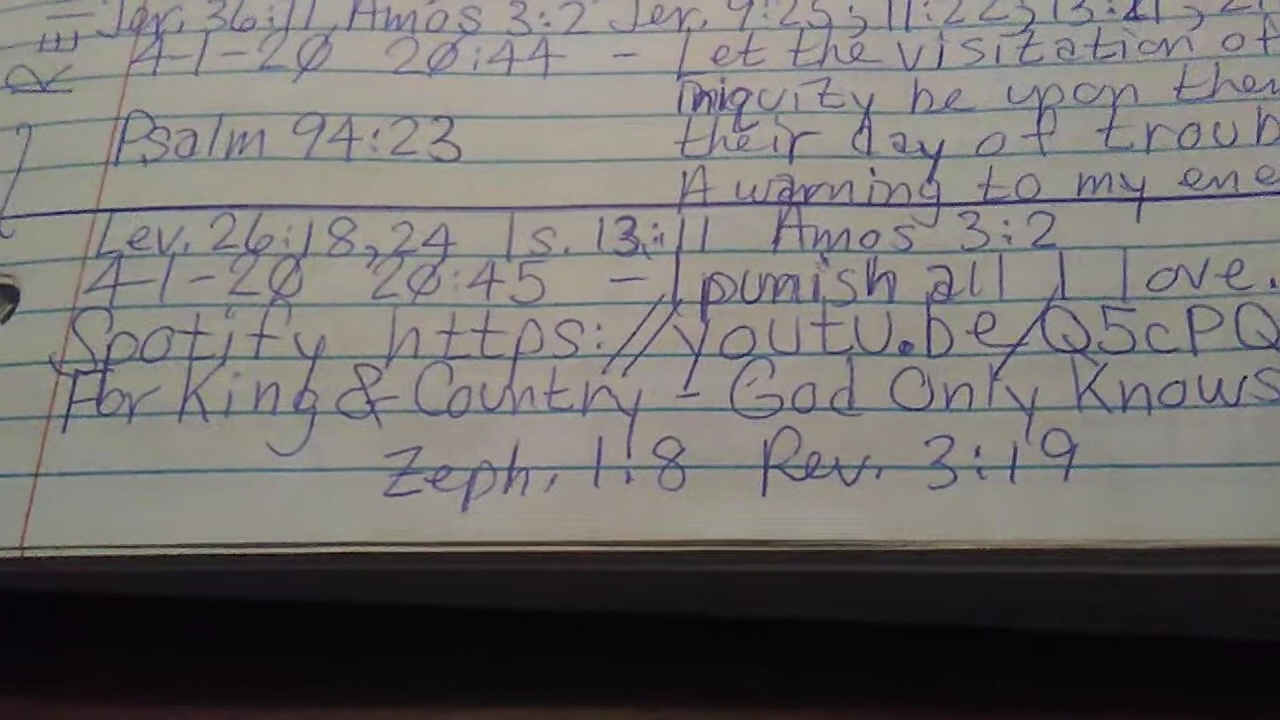 Jer. 36:11, Amos 3:2 Jer. 9:25; 11:22; 13:21;
4-1-20 20:44 - Let the visitation of
iniquity be upon
Psalm 94:23 their day of
A warning to my
Lev. 26:18,24 Is. 13:11 Amos 3:2
4-1-20 20:45 - I punish all I love.
Spotify https://youtu.be/Q5cPQ
For King & Country - God Only Knows
Zeph. 1:8 Rev. 3:19